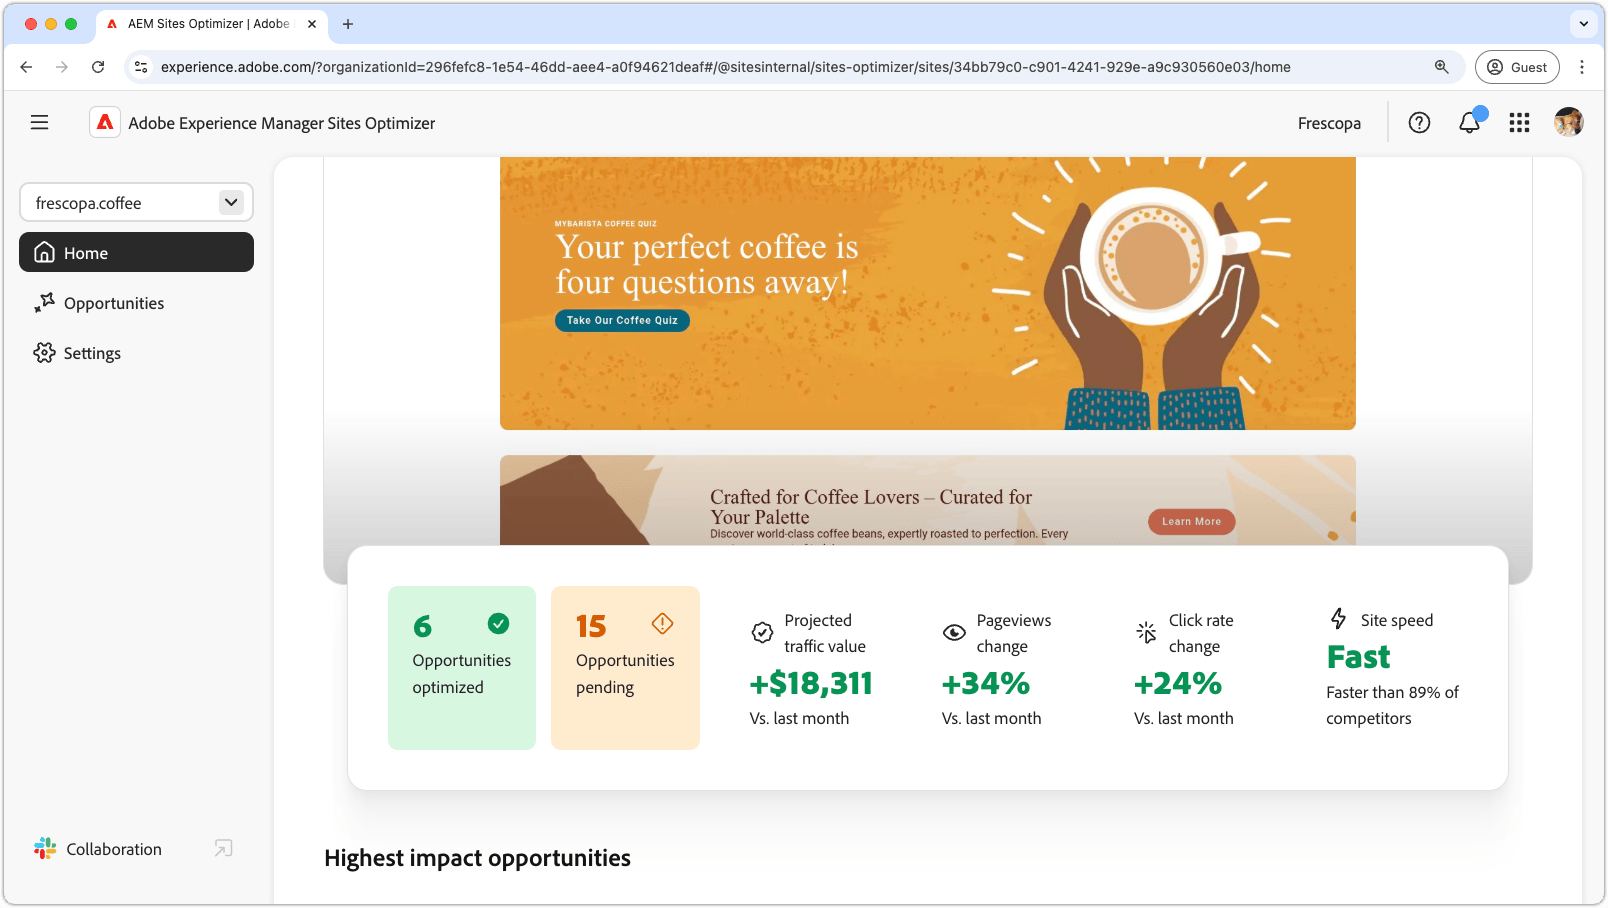 AEM Sites Optimizer | Adobe
experience.adobe.com/?organizationId=296fefc8-1e54-46dd-aee4-a0f94621deaf#/@sitesinternal/sites-optimizer/sites/34bb79c0-c901-4241-929e-a9c930560e03/home
Guest
Adobe Experience Manager Sites Optimizer
Frescopa
frescopa.coffee
Home
Opportunities
Settings
Collaboration
MYBARISTA COFFEE QUIZ
Your perfect coffee is
four questions away!
Take Our Coffee Quiz
Crafted for Coffee Lovers – Curated for
Your Palette
Discover world-class coffee beans, expertly roasted to perfection. Every
Learn More
6
Opportunities
optimized
15
Opportunities
pending
Projected
traffic value
+$18,311
Vs. last month
Pageviews
change
+34%
Vs. last month
Click rate
change
+24%
Vs. last month
Site speed
Fast
Faster than 89% of
competitors
Highest impact opportunities